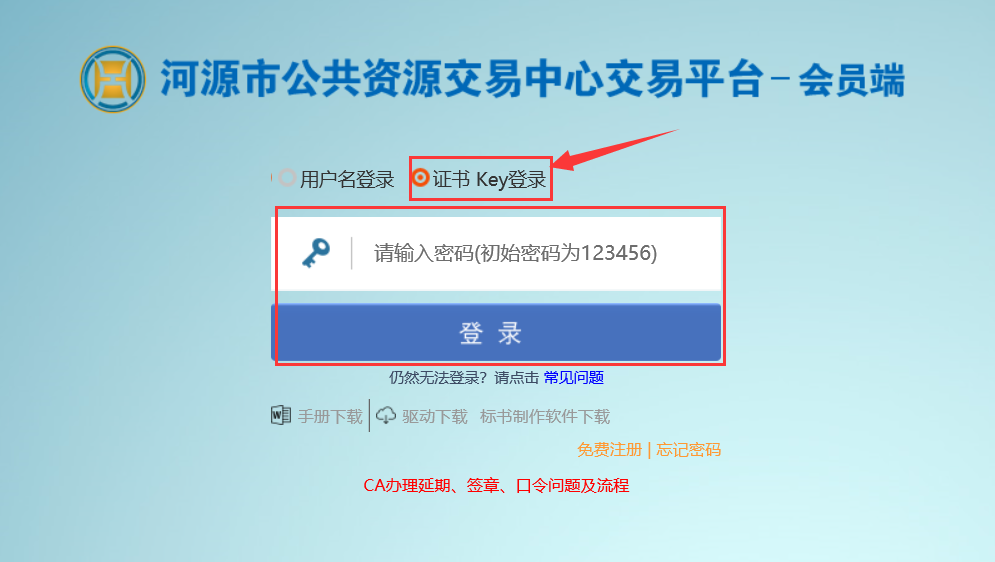 河源市公共资源交易中心交易平台－会员端
用户名登录 证书 Key登录
请输入密码(初始密码为123456)
登 录
仍然无法登录？请点击 常见问题
手册下载 驱动下载 标书制作软件下载
免费注册 | 忘记密码
CA办理延期、签章、口令问题及流程